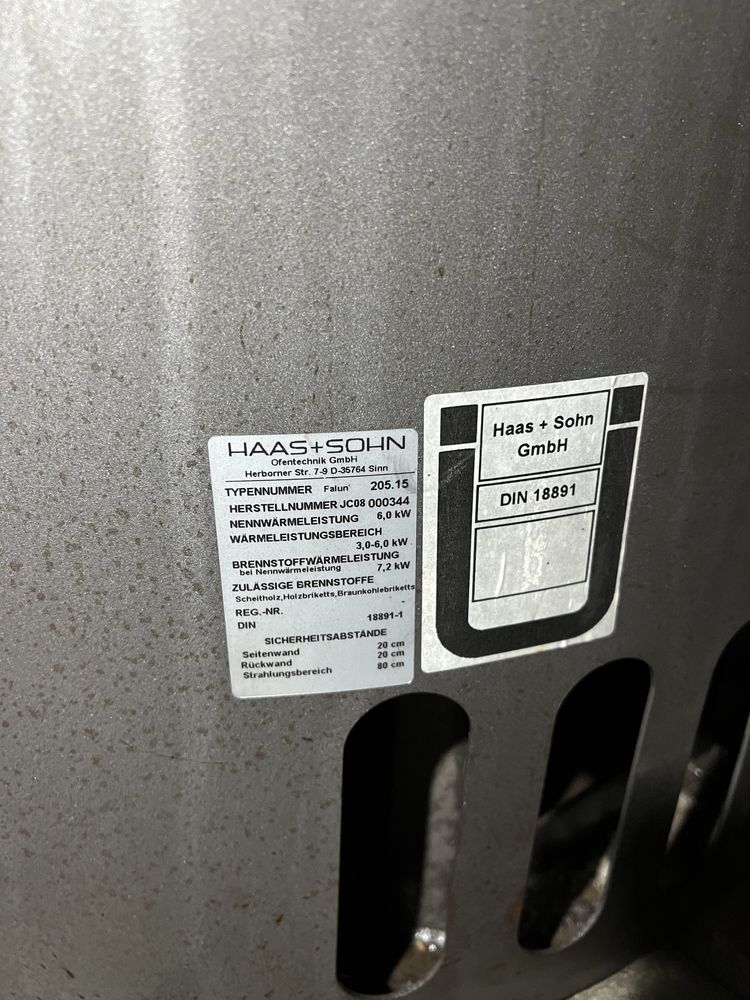 HAAS+SOHN
Ofentechnik GmbH
Herborner Str. 7-9 D-35764 Sinn
TYPENNUMMER Falun 205.15
HERSTELLNUMMER JC08 000344
NENNWÄRMELEISTUNG 6,0 kW
WÄRMELEISTUNGSBEREICH
3,0-6,0 kW
BRENNSTOFFWÄRMELEISTUNG
bei Nennwärmeleistung 7,2 kW
ZULÄSSIGE BRENNSTOFFE
Scheitholz,Holzbriketts,Braunkohlebriketts
REG.-NR. -
DIN 18891-1
SICHERHEITSABSTÄNDE
Seitenwand 20 cm
Rückwand 20 cm
Strahlungsbereich 80 cm
Haas + Sohn
GmbH
DIN 18891